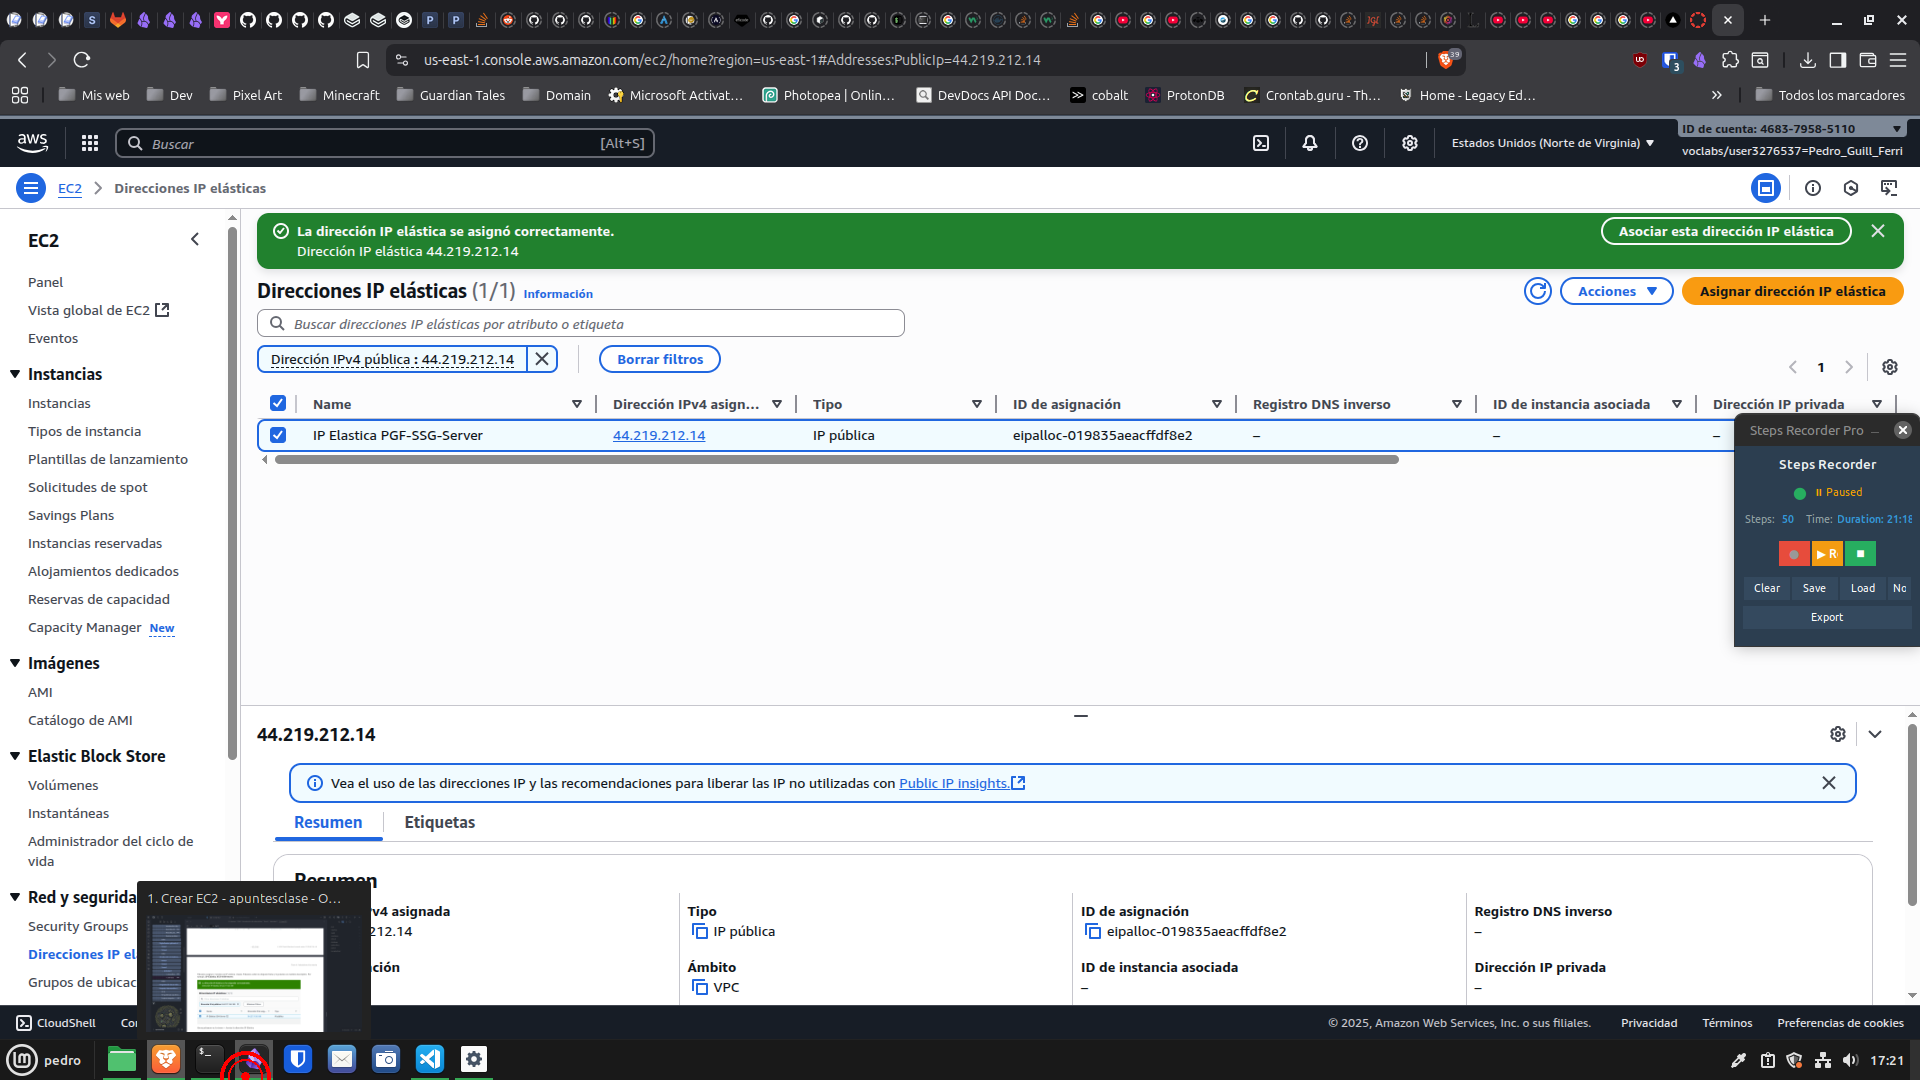 us-east-1.console.aws.amazon.com/ec2/home?region=us-east-1#Addresses:PublicIp=44.219.212.14
39
3
Mis web
Dev
Pixel Art
Minecraft
Guardian Tales
Domain
Microsoft Activat...
Photopea | Onlin...
DevDocs API Doc...
cobalt
ProtonDB
Crontab.guru - Th...
Home - Legacy Ed...
Todos los marcadores
aws
Buscar
[Alt+S]
Estados Unidos (Norte de Virginia)
ID de cuenta: 4683-7958-5110
voclabs/user3276537=Pedro_Guill_Ferri
EC2
Direcciones IP elásticas
EC2
Panel
Vista global de EC2
Eventos
Instancias
Instancias
Tipos de instancia
Plantillas de lanzamiento
Solicitudes de spot
Savings Plans
Instancias reservadas
Alojamientos dedicados
Reservas de capacidad
Capacity Manager New
Imágenes
AMI
Catálogo de AMI
Elastic Block Store
Volúmenes
Instantáneas
Administrador del ciclo de
vida
Red y segurida
Security Groups
Direcciones IP ela
Grupos de ubicac
La dirección IP elástica se asignó correctamente.
Dirección IP elástica 44.219.212.14
Asociar esta dirección IP elástica
Direcciones IP elásticas (1/1) Información
Acciones
Asignar dirección IP elástica
Buscar direcciones IP elásticas por atributo o etiqueta
Dirección IPv4 pública : 44.219.212.14
Borrar filtros
1
Name
Dirección IPv4 asign...
Tipo
ID de asignación
Registro DNS inverso
ID de instancia asociada
Dirección IP privada
IP Elastica PGF-SSG-Server
44.219.212.14
IP pública
eipalloc-019835aeacffdf8e2
–
–
–
Steps Recorder Pro
Steps Recorder
Paused
Steps: 50 Time: Duration: 21:18
R
Clear
Save
Load
No
Export
44.219.212.14
Vea el uso de las direcciones IP y las recomendaciones para liberar las IP no utilizadas con Public IP insights.
Resumen
Etiquetas
Resumen
v4 asignada
212.14
Tipo
IP pública
ID de asignación
eipalloc-019835aeacffdf8e2
Registro DNS inverso
–
ción
Ámbito
VPC
ID de instancia asociada
–
Dirección IP privada
–
1. Crear EC2 - apuntesclase - O...
CloudShell
Co
© 2025, Amazon Web Services, Inc. o sus filiales.
Privacidad
Términos
Preferencias de cookies
pedro
17:21